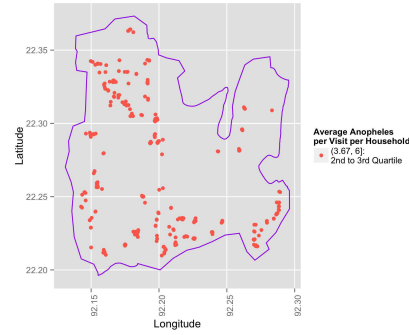 22.35
22.30
22.25
22.20
Latitude
92.15
92.20
92.25
92.30
Longitude
Average Anopheles
per Visit per Household
(3.67, 6]:
2nd to 3rd Quartile